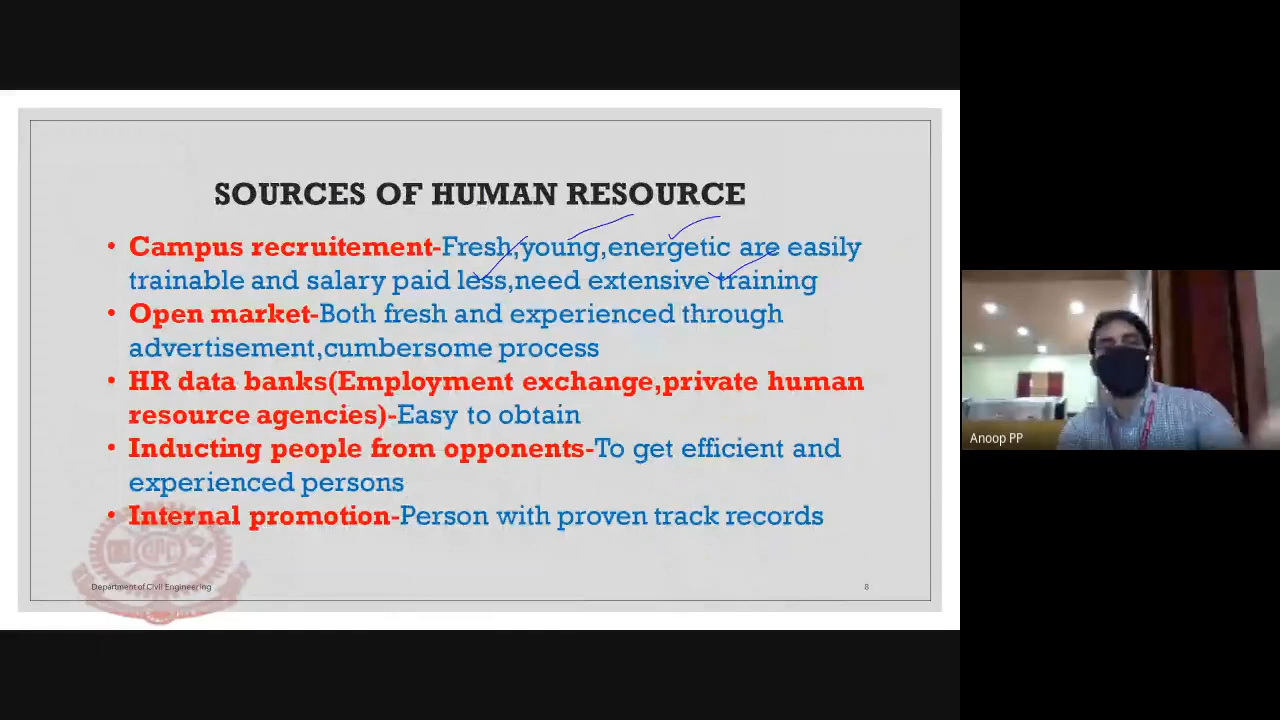 SOURCES OF HUMAN RESOURCE
• Campus recruitement-Fresh,young,energetic are easily
trainable and salary paid less,need extensive training
• Open market-Both fresh and experienced through
advertisement,cumbersome process
• HR data banks(Employment exchange,private human
resource agencies)-Easy to obtain
• Inducting people from opponents-To get efficient and
experienced persons
• Internal promotion-Person with proven track records
Department of Civil Engineering
8
Anoop PP